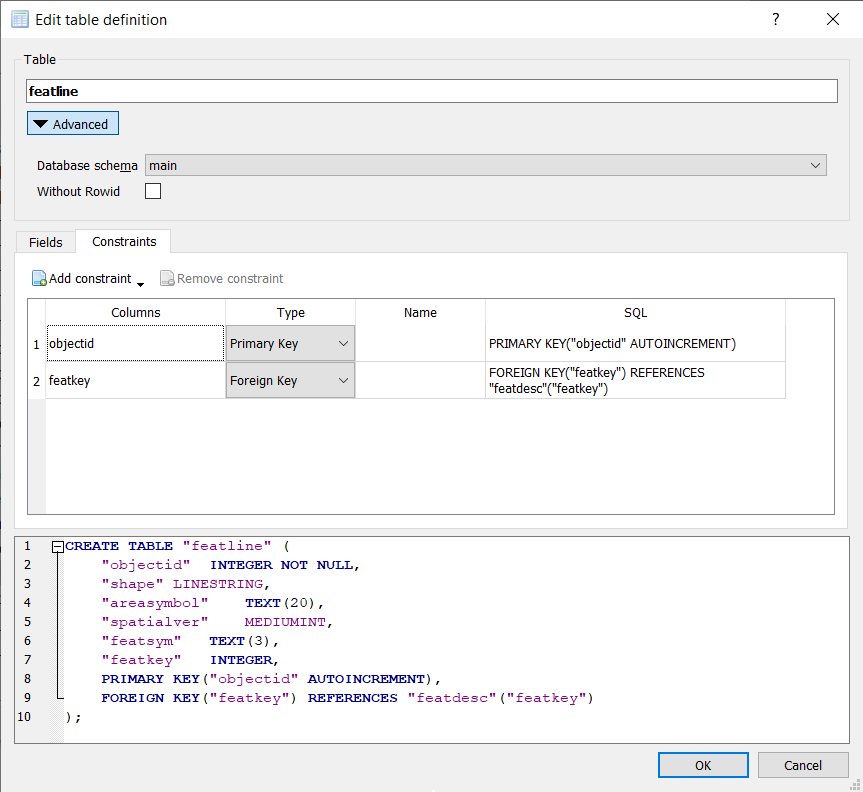 Edit table definition ?
Table
featline
Advanced
Database schema main
Without Rowid
Fields Constraints
Add constraint Remove constraint
Columns Type Name SQL
1 objectid Primary Key PRIMARY KEY("objectid" AUTOINCREMENT)
2 featkey Foreign Key FOREIGN KEY("featkey") REFERENCES
"featdesc"("featkey")
1 CREATE TABLE "featline" (
2 "objectid" INTEGER NOT NULL,
3 "shape" LINESTRING,
4 "areasymbol" TEXT(20),
5 "spatialver" MEDIUMINT,
6 "featsym" TEXT(3),
7 "featkey" INTEGER,
8 PRIMARY KEY("objectid" AUTOINCREMENT),
9 FOREIGN KEY("featkey") REFERENCES "featdesc"("featkey")
10 );
OK Cancel